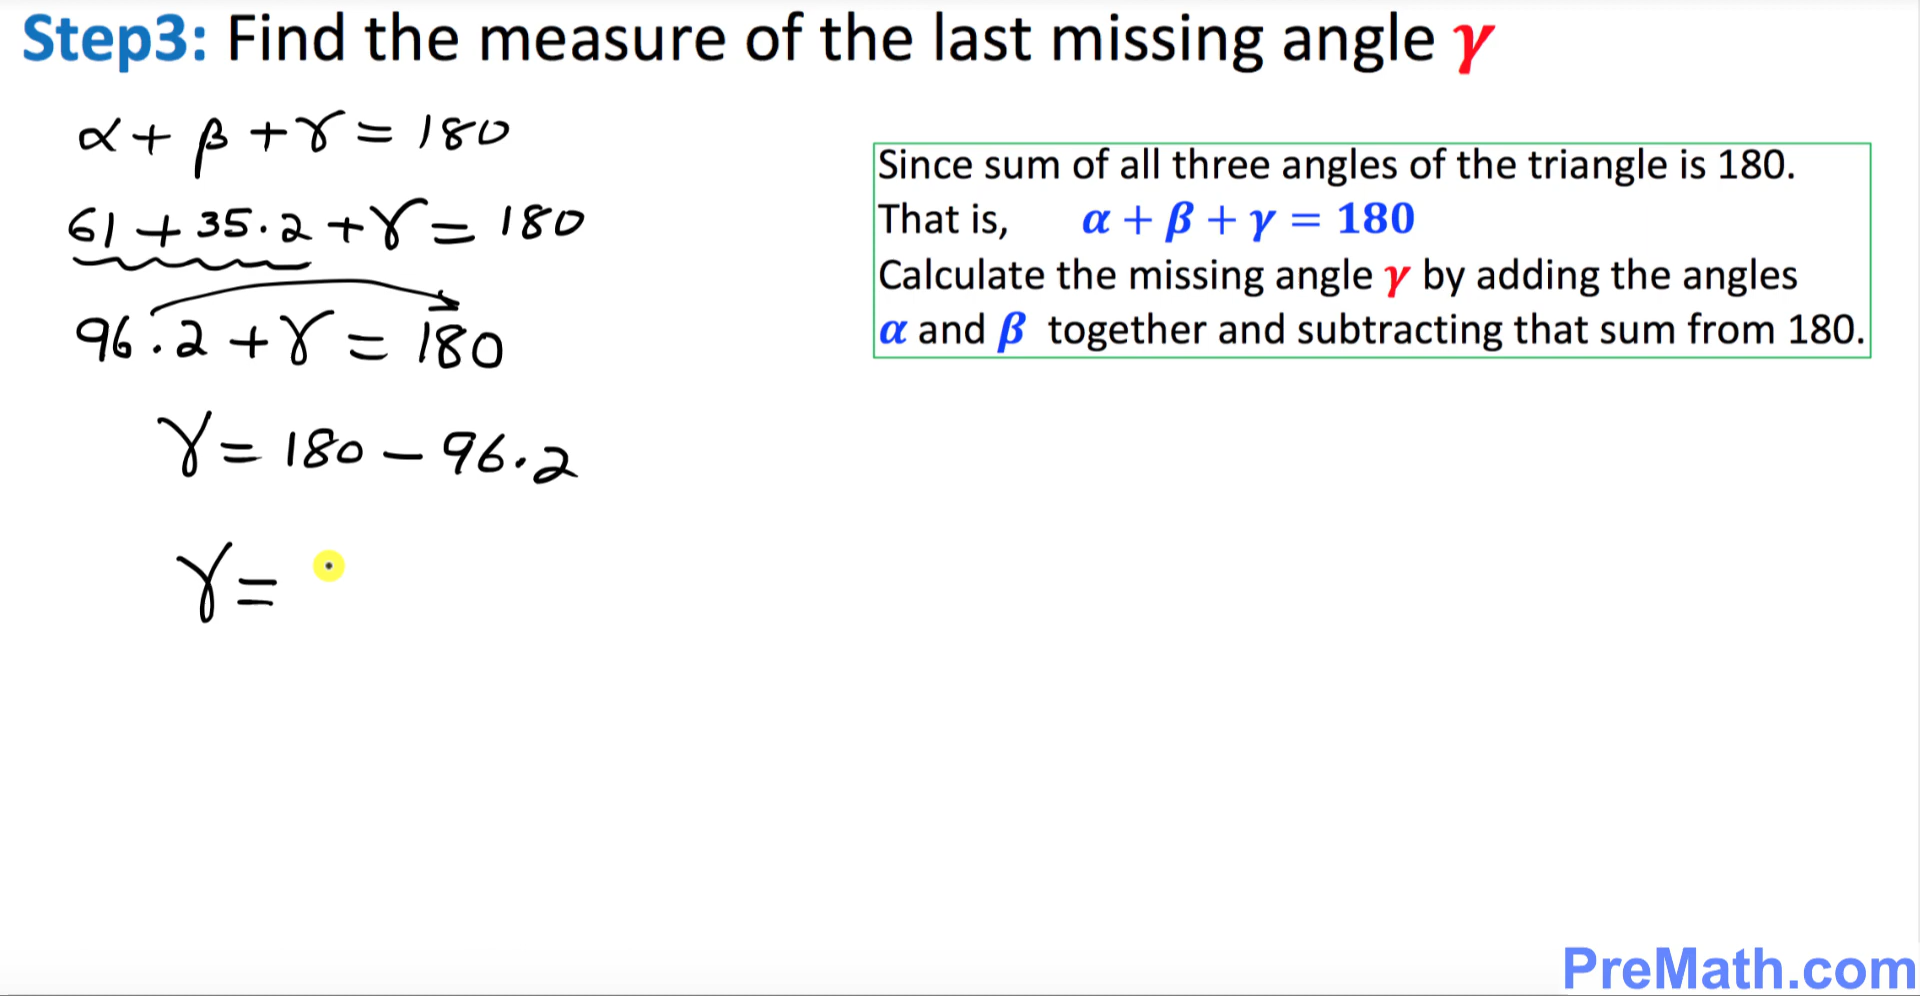 Step3: Find the measure of the last missing angle γ
α + β + γ = 180
61 + 35.2 + γ = 180
96.2 + γ = 180
γ = 180 - 96.2
γ =
Since sum of all three angles of the triangle is 180.
That is, α + β + γ = 180
Calculate the missing angle γ by adding the angles
α and β together and subtracting that sum from 180.
PreMath.com